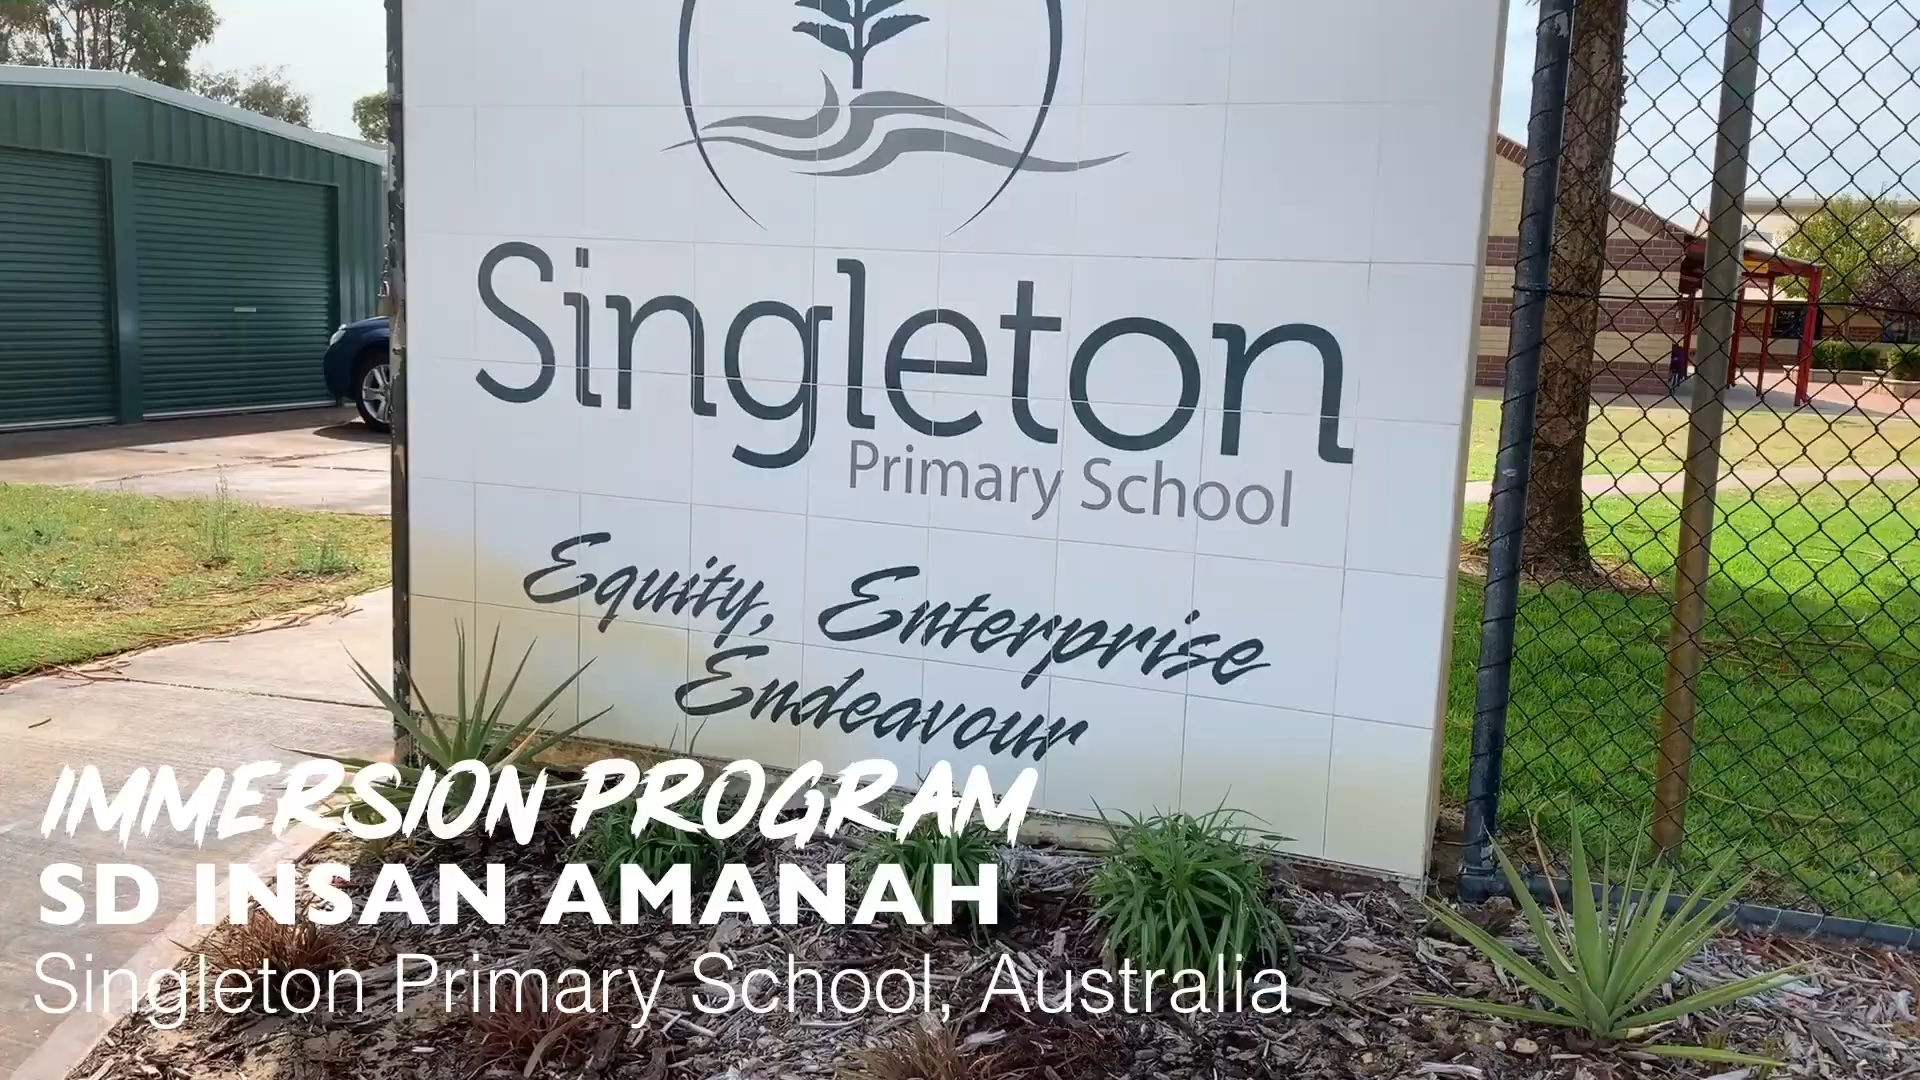 Singleton
Primary School
Equity, Enterprise
Endeavour
IMMERSION PROGRAM
SD INSAN AMANAH
Singleton Primary School, Australia